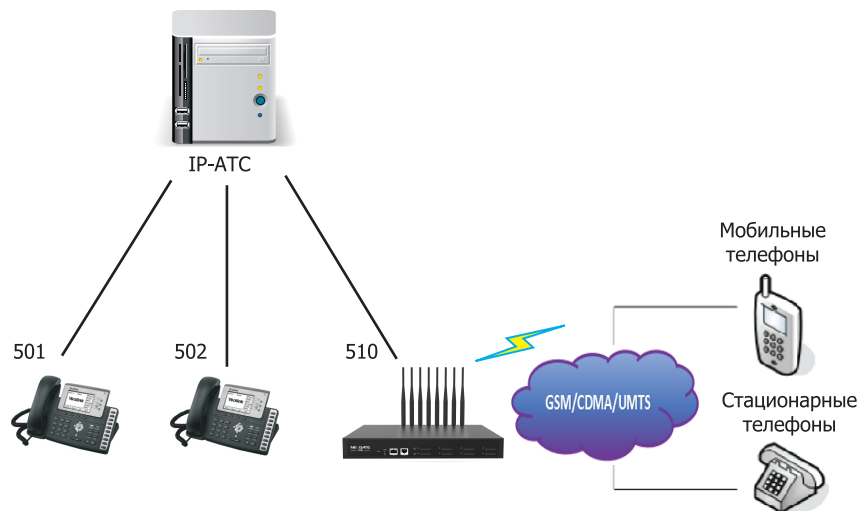 IP-АТС
Мобильные
телефоны
501
502
510
GSM/CDMA/UMTS
Стационарные
телефоны